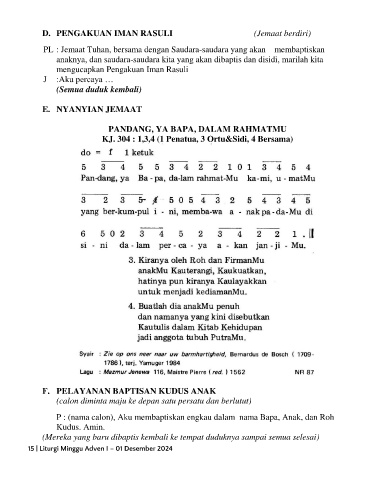 D. PENGAKUAN IMAN RASULI (Jemaat berdiri)
PL : Jemaat Tuhan, bersama dengan Saudara-saudara yang akan membaptiskan
anaknya, dan saudara-saudara kita yang akan dibaptis dan disidi, marilah kita
mengucapkan Pengakuan Iman Rasuli
J :Aku percaya …
(Semua duduk kembali)
E. NYANYIAN JEMAAT
PANDANG, YA BAPA, DALAM RAHMATMU
KJ. 304 : 1,3,4 (1 Penatua, 3 Ortu&Sidi, 4 Bersama)
do = f 1 ketuk
5 3 4 5 5 3 4 2 2 1 0 1 3 4 5 4
Pan-dang, ya Ba - pa, da-lam rahmat-Mu ka-mi, u - matMu
3 2 3 5 4 5 0 5 4 3 2 5 4 3 4 5
yang ber-kum-pul i - ni, memba-wa a - nak pa - da-Mu di
6 5 0 2 3 4 5 2 3 4 2 2 1 .
si - ni da - lam per - ca - ya a - kan jan - ji - Mu.
3. Kiranya oleh Roh dan FirmanMu
anakMu Kauterangi, Kaukuatkan,
hatinya pun kiranya Kaulayakkan
untuk menjadi kediamanMu.
4. Buatlah dia anakMu penuh
dan namanya yang kini disebutkan
Kautulis dalam Kitab Kehidupan
jadi anggota tubuh PutraMu.
Syair : Zie op ons neer naar uw barmhartigheid, Bernardus de Bosch ( 1709-
1786 ), terj. Yamuger 1984
Lagu : Mazmur Jenewa 116, Maistre Pierre ( red. ) 1562 NR 87
F. PELAYANAN BAPTISAN KUDUS ANAK
(calon diminta maju ke depan satu persatu dan berlutut)
P : (nama calon), Aku membaptiskan engkau dalam nama Bapa, Anak, dan Roh
Kudus. Amin.
(Mereka yang baru dibaptis kembali ke tempat duduknya sampai semua selesai)
15 | Liturgi Minggu Adven I – 01 Desember 2024